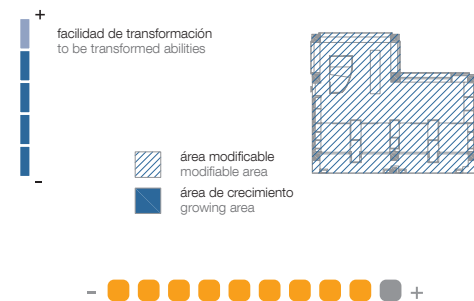 +
facilidad de transformación
to be transformed abilities
-
área modificable
modifiable area
área de crecimiento
growing area
- +